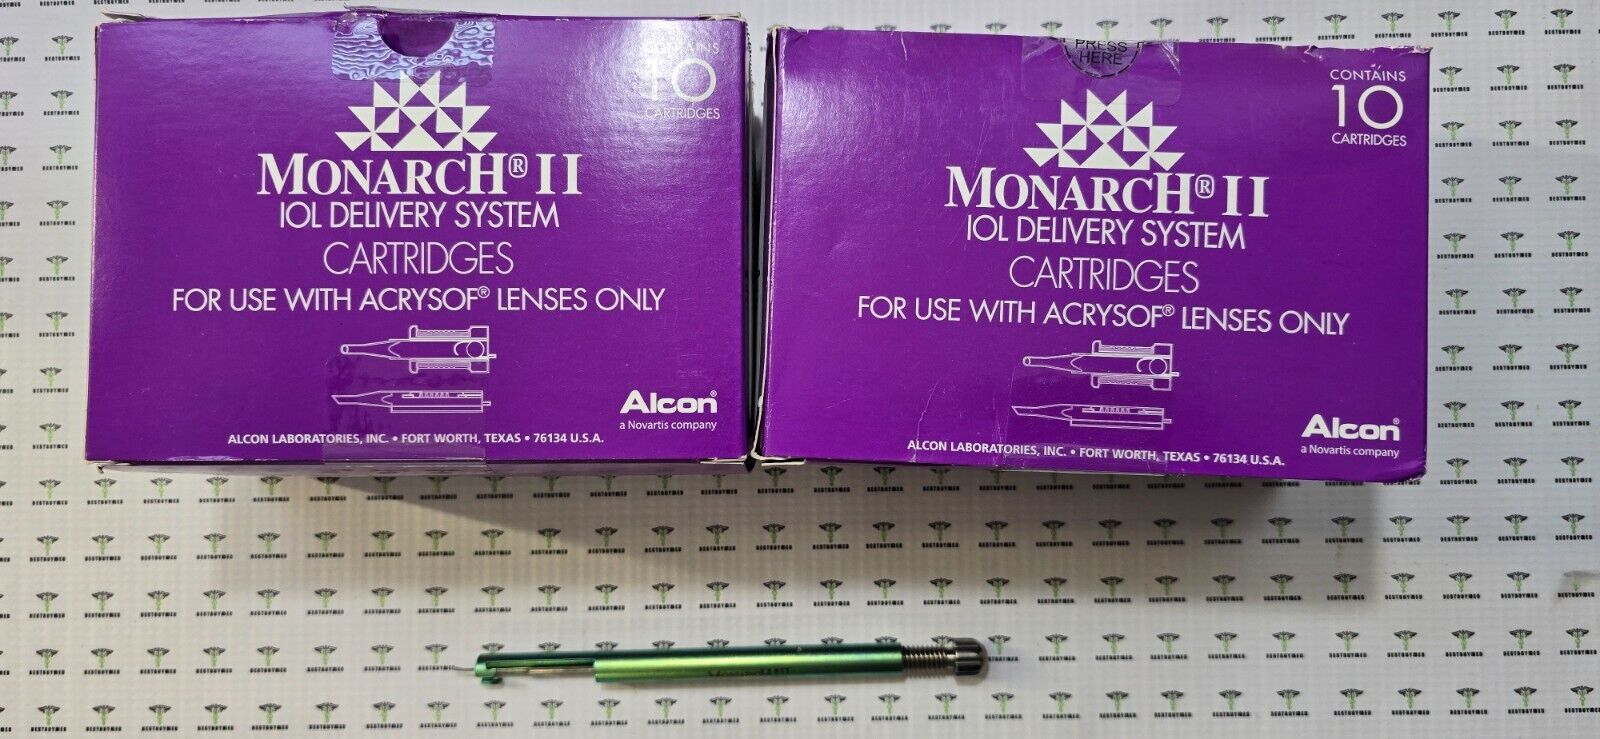 CONTAINS
10
CARTRIDGES
MONARCH® II
IOL DELIVERY SYSTEM
CARTRIDGES
FOR USE WITH ACRYSOF® LENSES ONLY
Alcon®
a Novartis company
ALCON LABORATORIES, INC. • FORT WORTH, TEXAS • 76134 U.S.A.
PRESS
HERE
CONTAINS
10
CARTRIDGES
MONARCH® II
IOL DELIVERY SYSTEM
CARTRIDGES
FOR USE WITH ACRYSOF® LENSES ONLY
Alcon®
a Novartis company
ALCON LABORATORIES, INC. • FORT WORTH, TEXAS • 76134 U.S.A.
BESTBUYMED